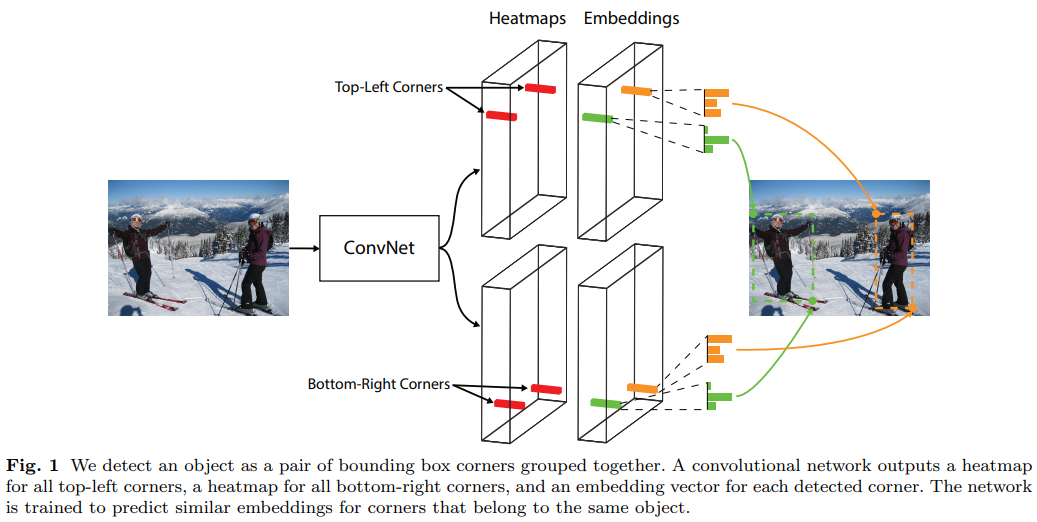 Heatmaps Embeddings
Top-Left Corners
ConvNet
Bottom-Right Corners
Fig. 1 We detect an object as a pair of bounding box corners grouped together. A convolutional network outputs a heatmap
for all top-left corners, a heatmap for all bottom-right corners, and an embedding vector for each detected corner. The network
is trained to predict similar embeddings for corners that belong to the same object.